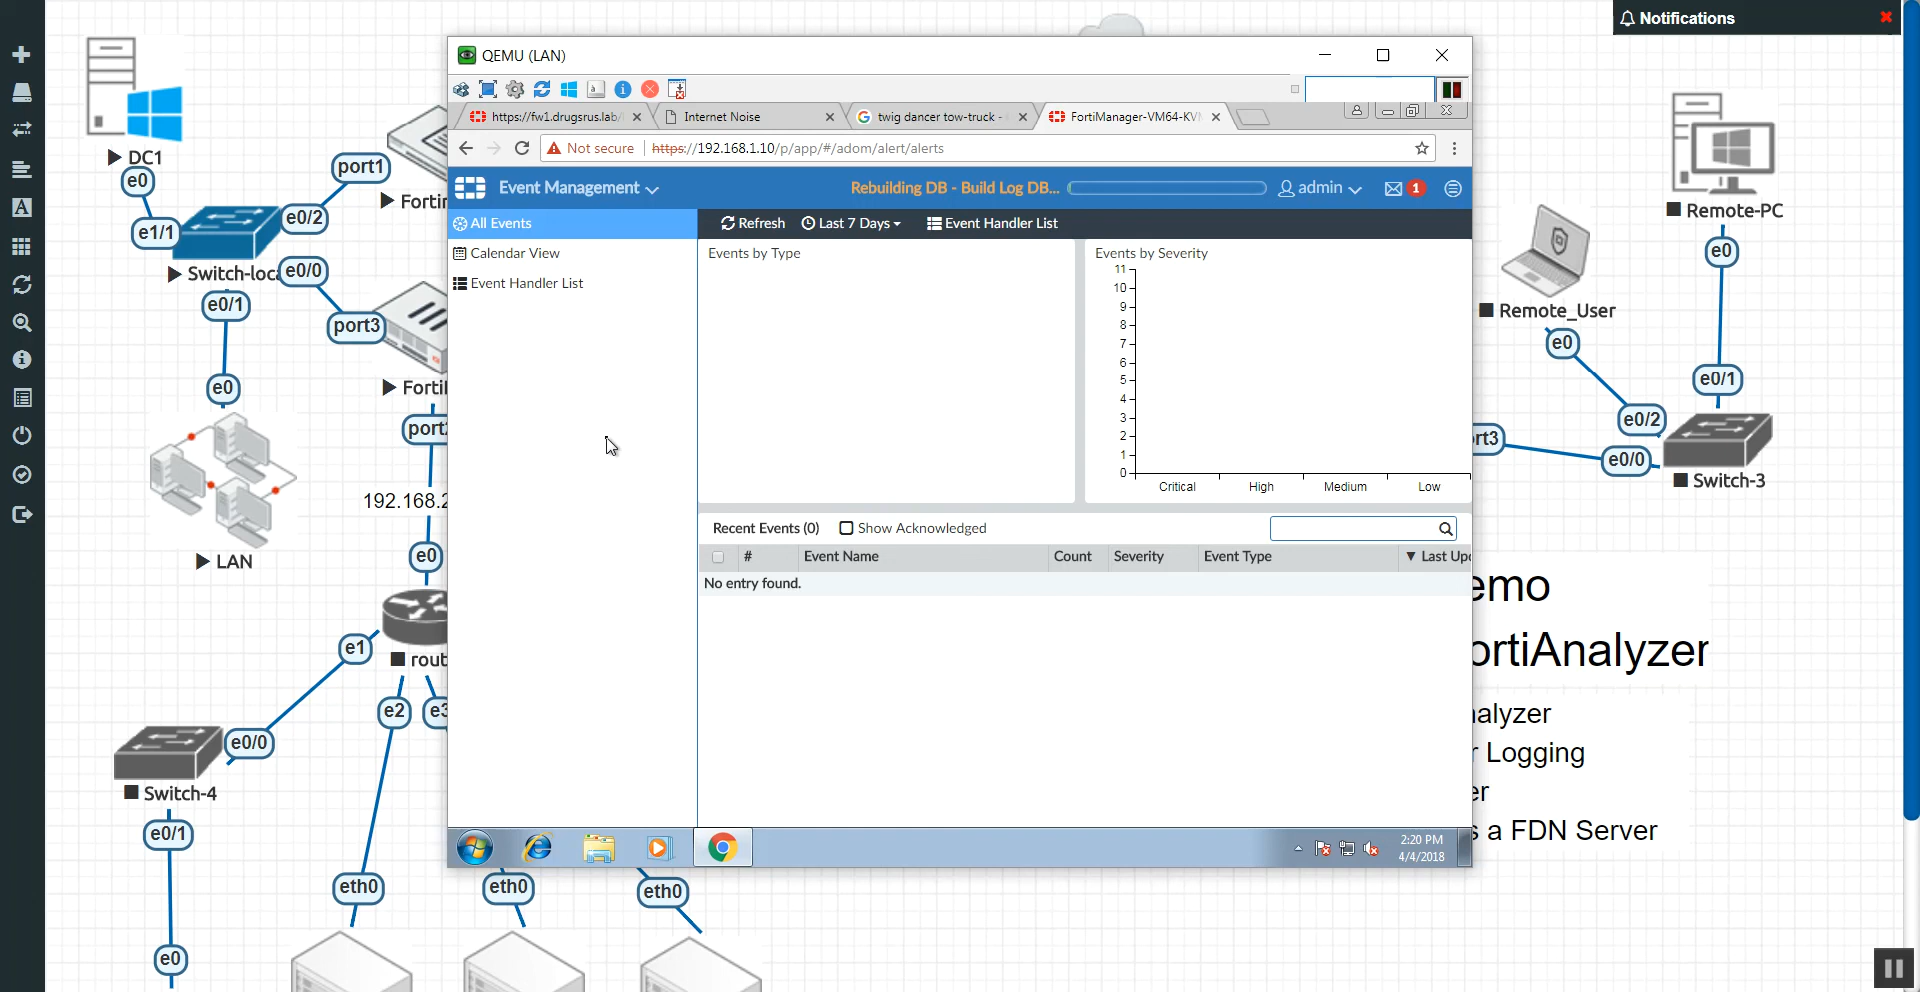 Notifications
QEMU (LAN)
https://fw1.drugsrus.lab/
Internet Noise
twig dancer tow-truck -
FortiManager-VM64-KV
Not secure
https://192.168.1.10/p/app/#/adom/alert/alerts
Event Management
Rebuilding DB - Build Log DB...
admin
1
All Events
Refresh
Last 7 Days
Event Handler List
Calendar View
Event Handler List
Events by Type
Events by Severity
11
10
9
8
7
6
5
4
3
2
1
0
Critical
High
Medium
Low
Recent Events (0)
Show Acknowledged
#
Event Name
Count
Severity
Event Type
Last Upd
No entry found.
2:20 PM
4/4/2018
DC1
e0
e1/1
port1
e0/2
Fortin
Switch-loc
e0/0
e0/1
port3
e0
Forti
port2
192.168.2
LAN
e0
e1
rout
e2
e3
e0/0
Switch-4
e0/1
e0
eth0
eth0
eth0
Remote-PC
e0
Remote_User
e0
e0/1
e0/2
rt3
e0/0
Switch-3
emo
ortiAnalyzer
alyzer
r Logging
er
s a FDN Server